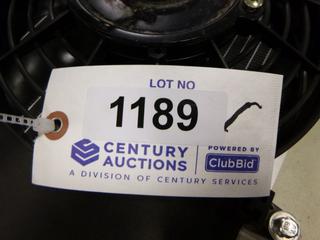 LOT NO
1189
CENTURY AUCTIONS
POWERED BY
ClubBid
A DIVISION OF CENTURY SERVICES